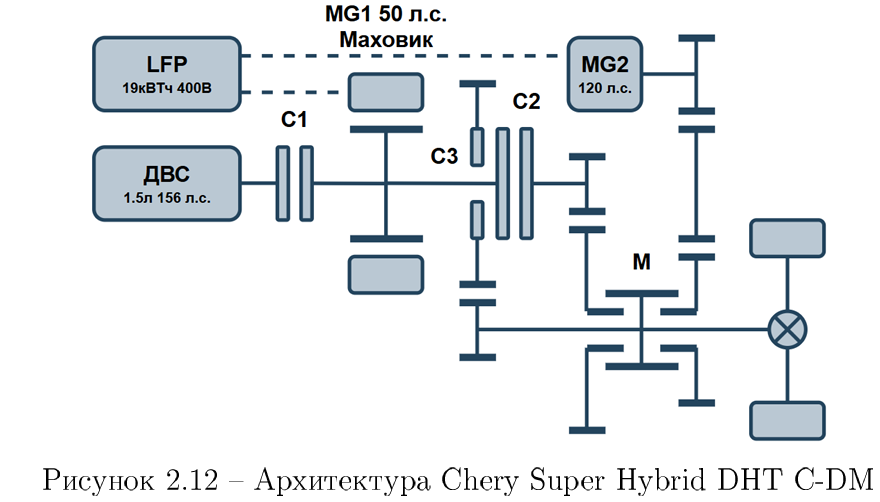 MG1 50 л.с.
Маховик
LFP
19кВТч 400В
MG2
120 л.с.
C1
C2
C3
ДВС
1.5л 156 л.с.
M
Рисунок 2.12 – Архитектура Chery Super Hybrid DHT C-DM